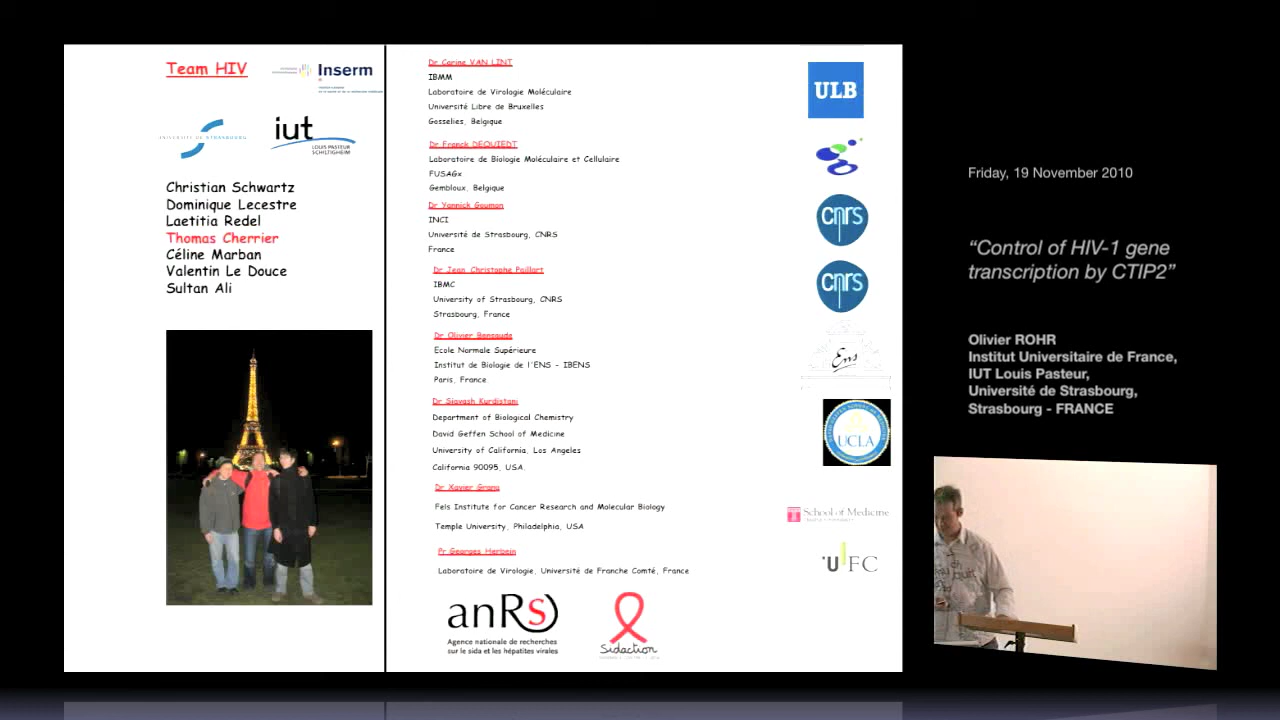 Team HIV
Inserm
UNIVERSITÉ DE STRASBOURG
iut
LOUIS PASTEUR
SCHILTIGHEIM
Christian Schwartz
Dominique Lecestre
Laetitia Redel
Thomas Cherrier
Céline Marban
Valentin Le Douce
Sultan Ali
Dr Carine VAN LINT
IBMM
Laboratoire de Virologie Moléculaire
Université Libre de Bruxelles
Gosselies, Belgique
Dr Franck DEQUIEDT
Laboratoire de Biologie Moléculaire et Cellulaire
FUSAGx
Gembloux, Belgique
Dr Yannick Goumon
INCI
Université de Strasbourg, CNRS
France
Dr Jean Christophe Paillart
IBMC
University of Strasbourg, CNRS
Strasbourg, France
Dr Olivier Bensaude
Ecole Normale Supérieure
Institut de Biologie de l'ENS - IBENS
Paris, France
Dr Siavash Kurdistani
Department of Biological Chemistry
David Geffen School of Medicine
University of California, Los Angeles
California 90095, USA.
Dr Xavier Grana
Fels Institute for Cancer Research and Molecular Biology
Temple University, Philadelphia, USA
Pr Georges Herbein
Laboratoire de Virologie, Université de Franche Comté, France
anRs
Agence nationale de recherches
sur le sida et les hépatites virales
Sidaction
ULB
cnrs
cnrs
Ens
UCLA
School of Medicine
UFC
Friday, 19 November 2010
“Control of HIV-1 gene
transcription by CTIP2”
Olivier ROHR
Institut Universitaire de France,
IUT Louis Pasteur,
Université de Strasbourg,
Strasbourg - FRANCE